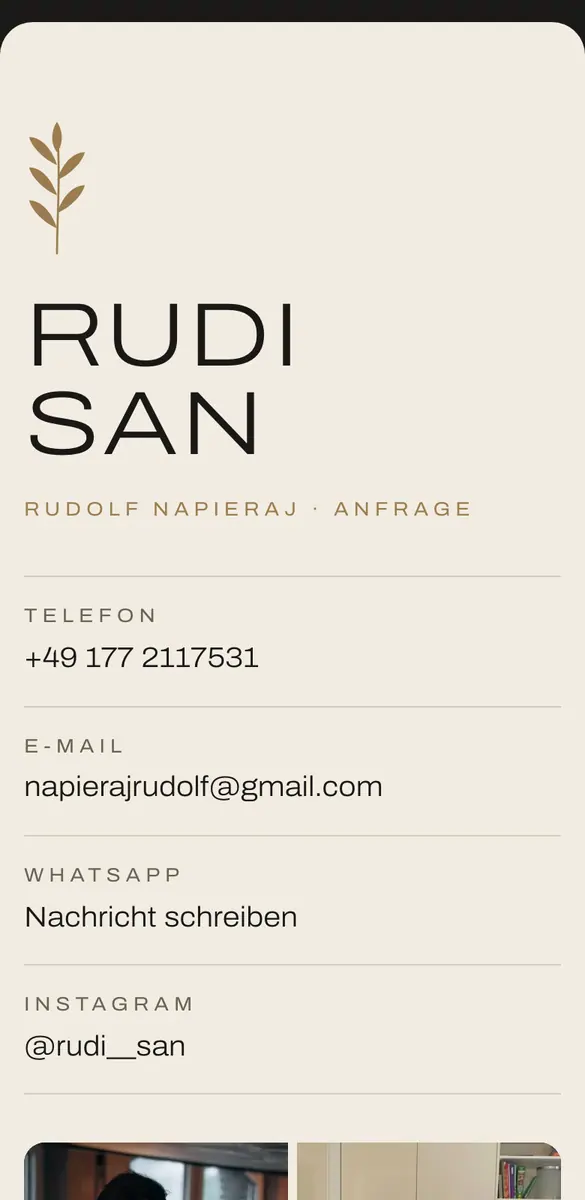 RUDI
SAN
RUDOLF NAPIERAJ · ANFRAGE
TELEFON
+49 177 2117531
E-MAIL
napierajrudolf@gmail.com
WHATSAPP
Nachricht schreiben
INSTAGRAM
@rudi__san